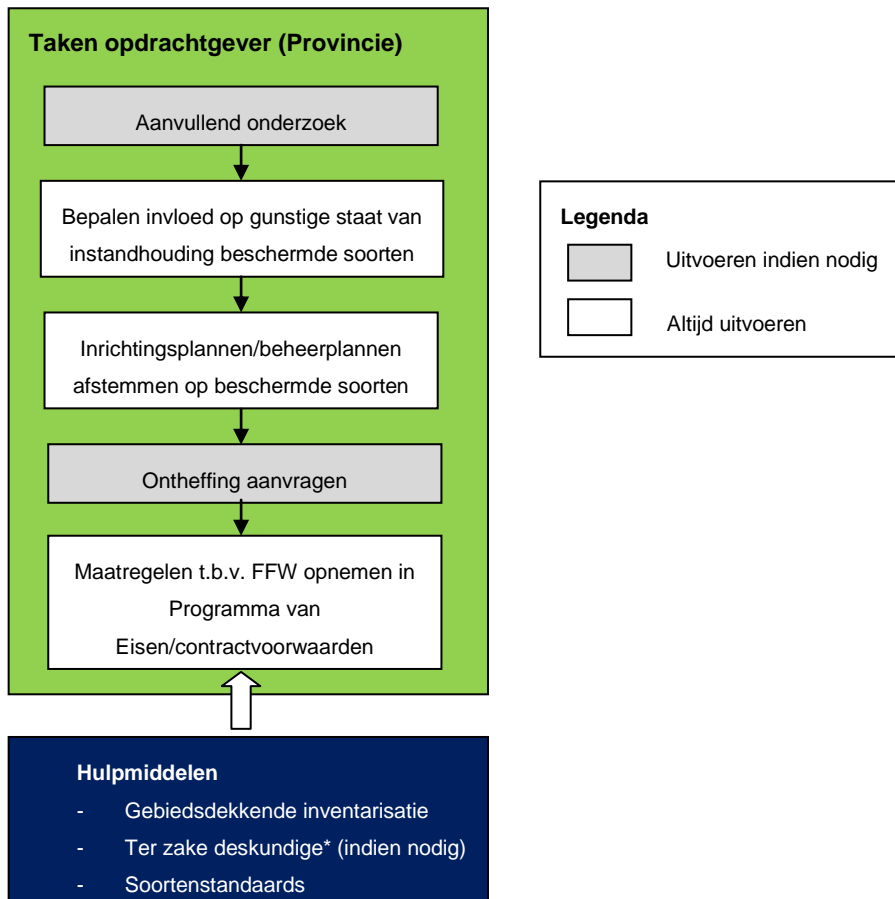 Taken opdrachtgever (Provincie)
Aanvullend onderzoek
Bepalen invloed op gunstige staat van
instandhouding beschermde soorten
Inrichtingsplannen/beheerplannen
afstemmen op beschermde soorten
Ontheffing aanvragen
Maatregelen t.b.v. FFW opnemen in
Programma van
Eisen/contractvoorwaarden
Legenda
Uitvoeren indien nodig
Altijd uitvoeren
Hulpmiddelen
- Gebiedsdekkende inventarisatie
- Ter zake deskundige* (indien nodig)
- Soortenstandaards